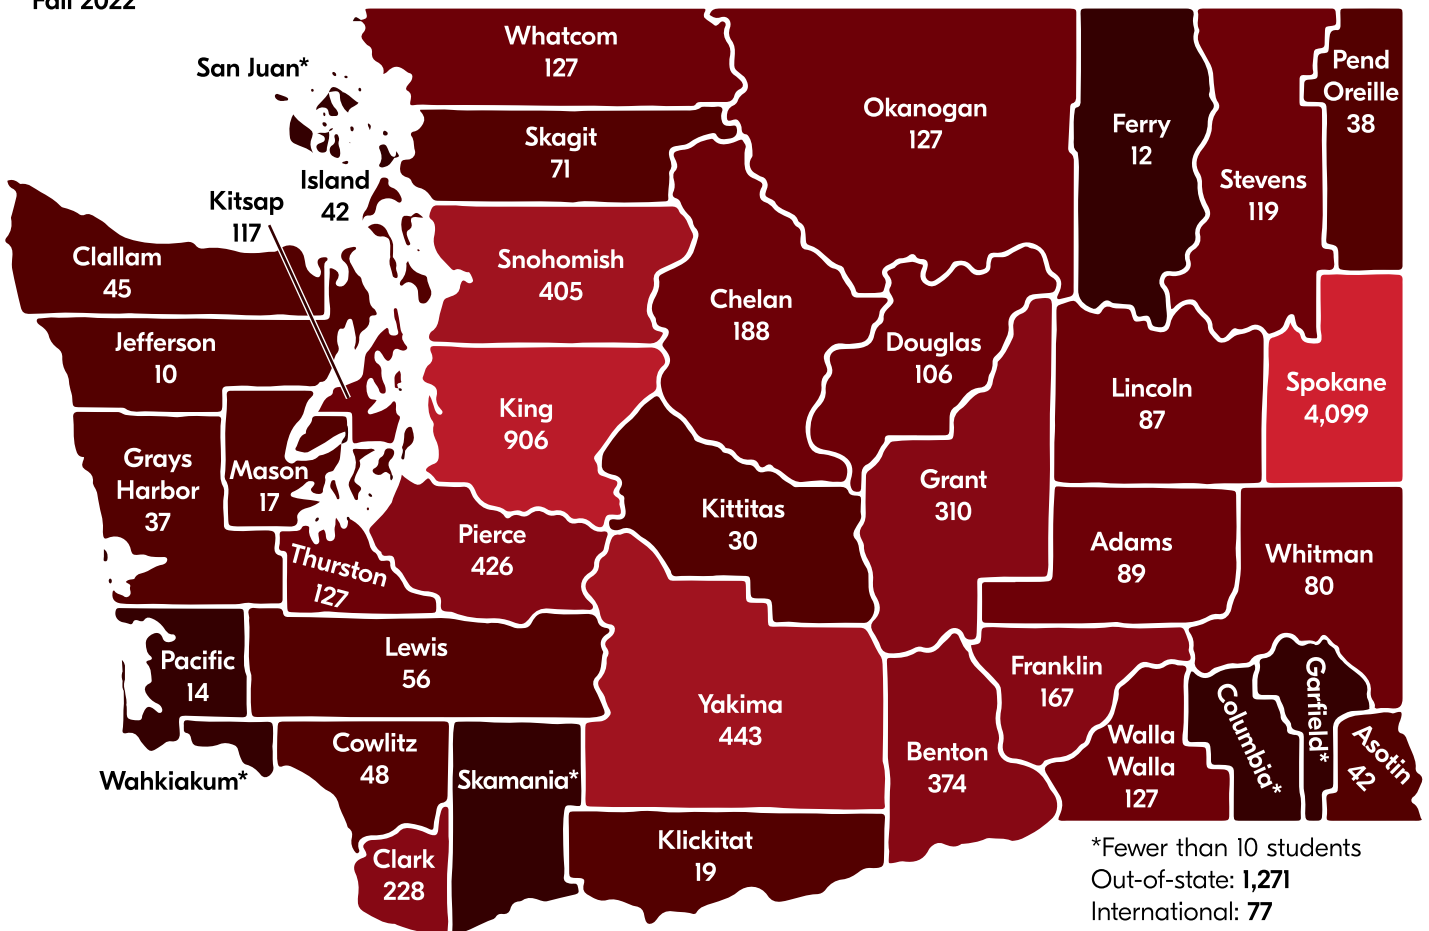 Fall 2022
Whatcom
127
San Juan*
Skagit
71
Island
42
Kitsap
117
Okanogan
127
Ferry
12
Stevens
119
Pend
Oreille
38
Clallam
45
Snohomish
405
Chelan
188
Jefferson
10
Douglas
106
King
906
Lincoln
87
Spokane
4,099
Grays
Harbor
37
Mason
17
Grant
310
Kittitas
30
Pierce
426
Thurston
127
Adams
89
Whitman
80
Pacific
14
Lewis
56
Yakima
443
Franklin
167
Benton
374
Walla
Walla
127
Columbia*
Garfield*
Asotin
42
Wahkiakum*
Cowlitz
48
Skamania*
Clark
228
Klickitat
19
*Fewer than 10 students
Out-of-state: 1,271
International: 77